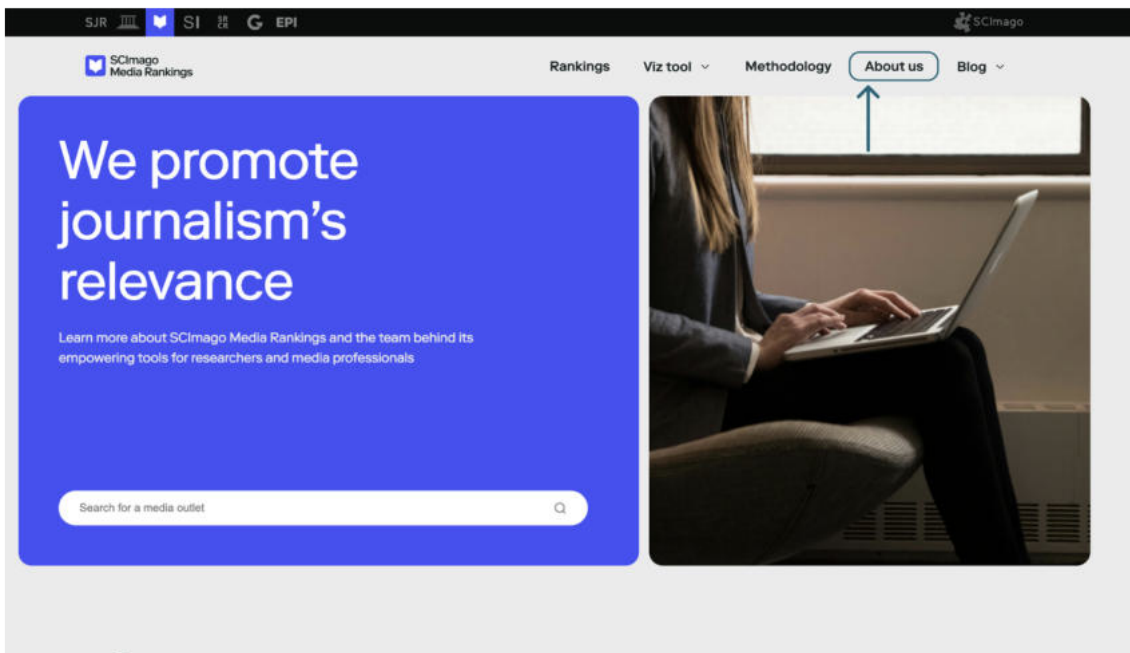 SJR SI SR CR G EPI SCImago
SCImago
Media Rankings
Rankings Viz tool Methodology About us Blog
We promote
journalism's
relevance
Learn more about SCImago Media Rankings and the team behind its
empowering tools for researchers and media professionals
Search for a media outlet